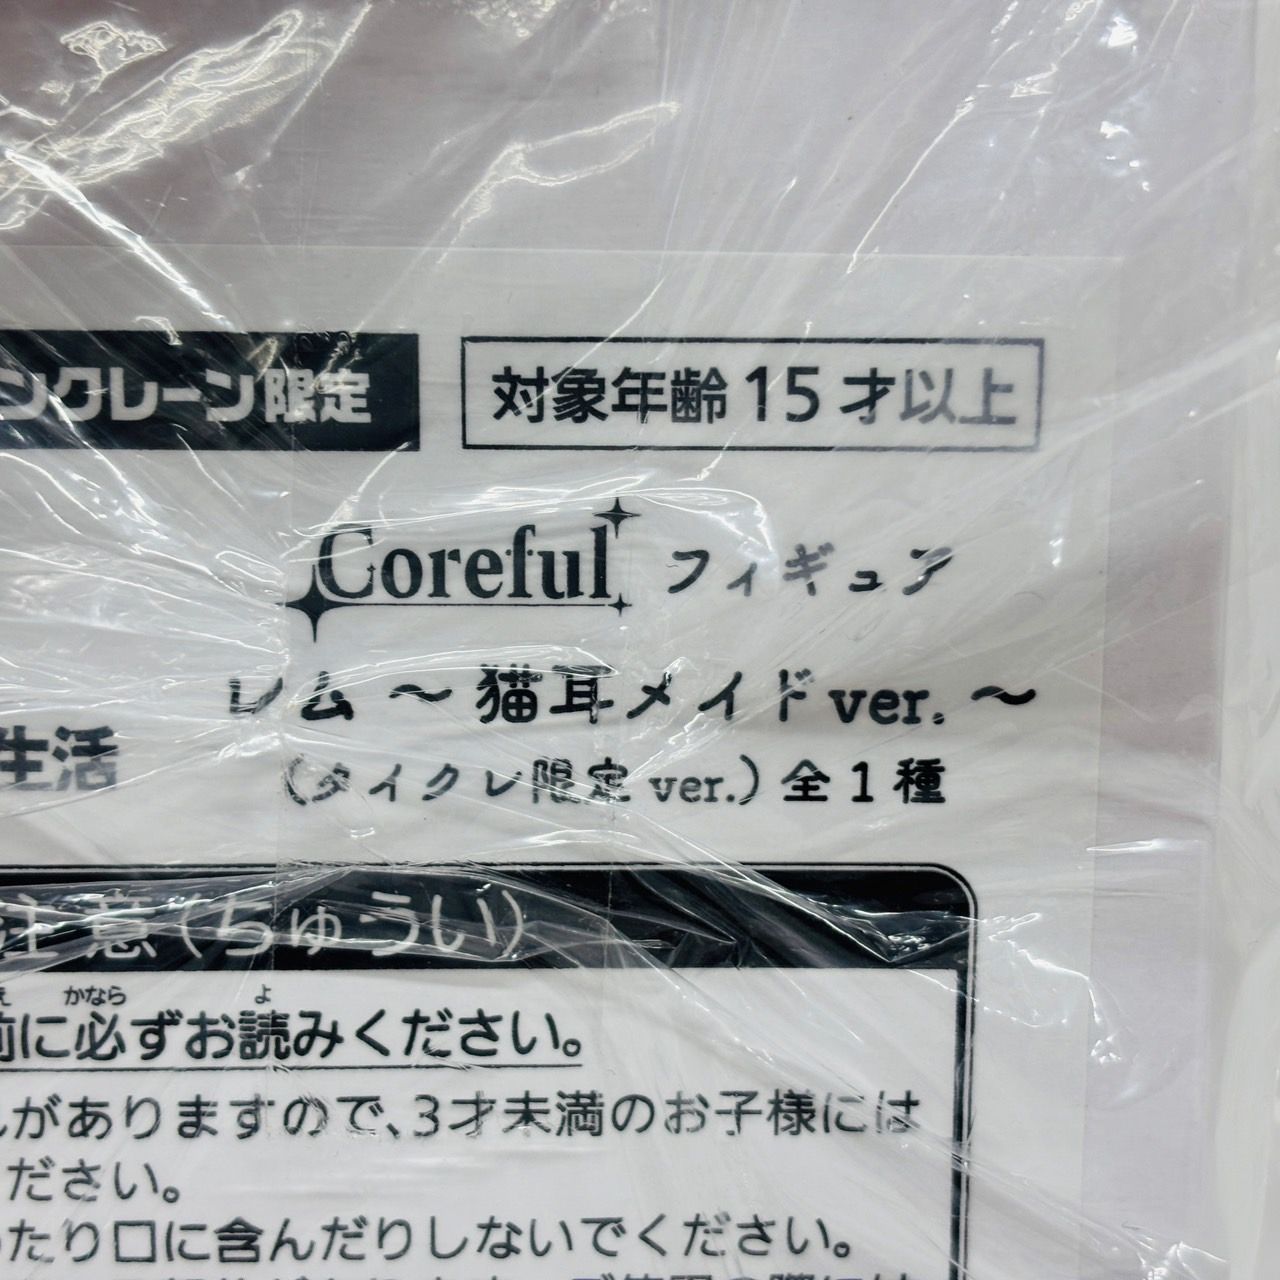 ンクレーン限定
対象年齢15才以上
Coreful フィギュア
レム〜猫耳メイドver.〜
生活
(タイクレ限定ver.)全1種
注意(ちゅうい)
え かなら よ
前に必ずお読みください。
がありますので、3才未満のお子様には
ださい。
たり口に含んだりしないでください。